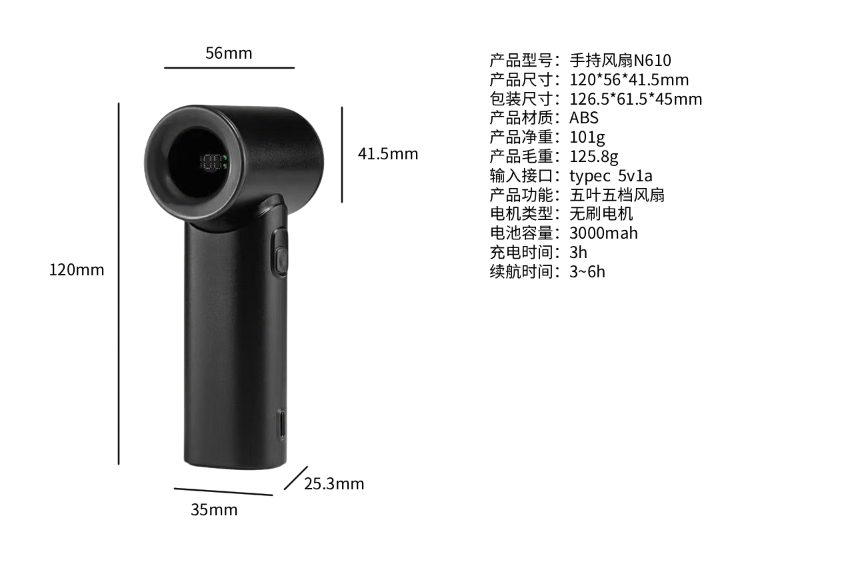 56mm
41.5mm
120mm
25.3mm
35mm
产品型号：手持风扇N610
产品尺寸：120*56*41.5mm
包装尺寸：126.5*61.5*45mm
产品材质：ABS
产品净重：101g
产品毛重：125.8g
输入接口：typec 5v1a
产品功能：五叶五档风扇
电机类型：无刷电机
电池容量：3000mah
充电时间：3h
续航时间：3~6h